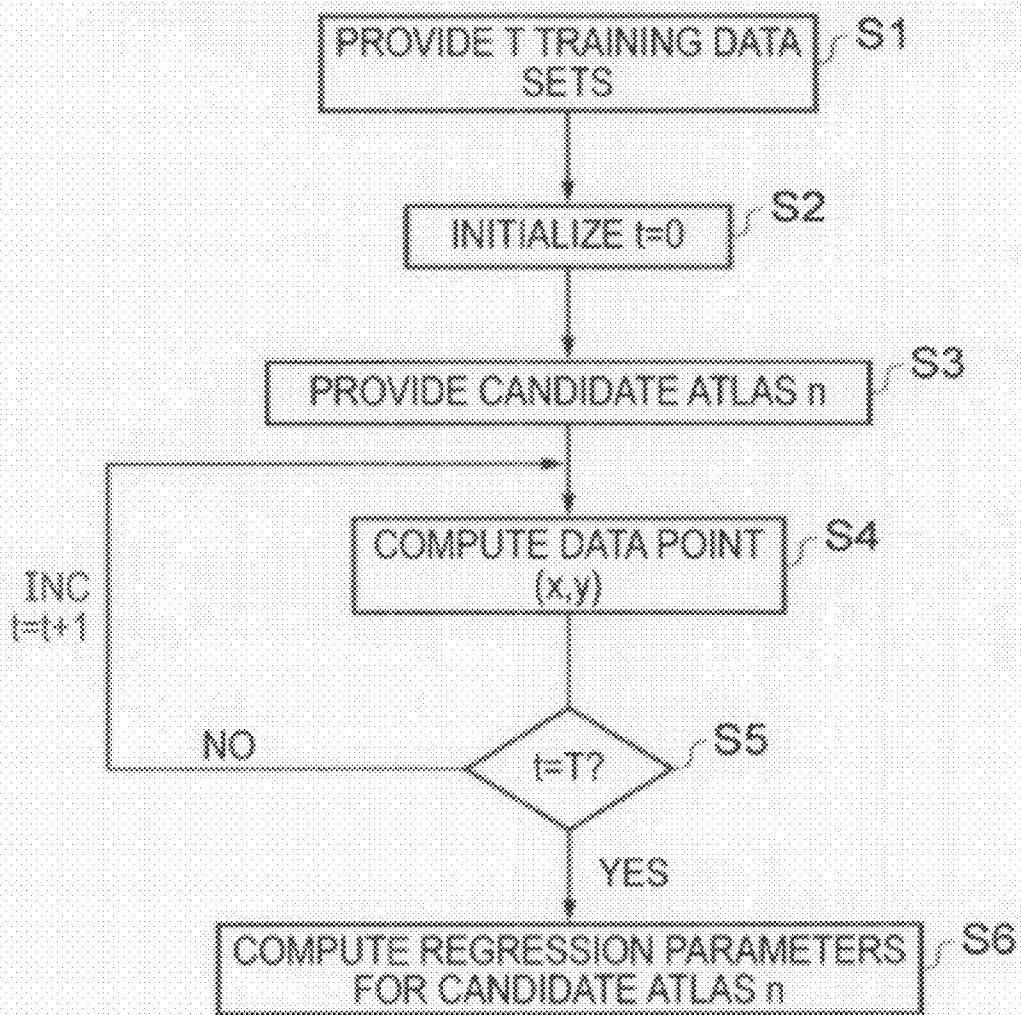 PROVIDE T TRAINING DATA
SETS
S1
INITIALIZE t=0
S2
PROVIDE CANDIDATE ATLAS n
S3
COMPUTE DATA POINT
(x,y)
S4
INC
t=t+1
NO
t=T?
S5
YES
COMPUTE REGRESSION PARAMETERS
FOR CANDIDATE ATLAS n
S6